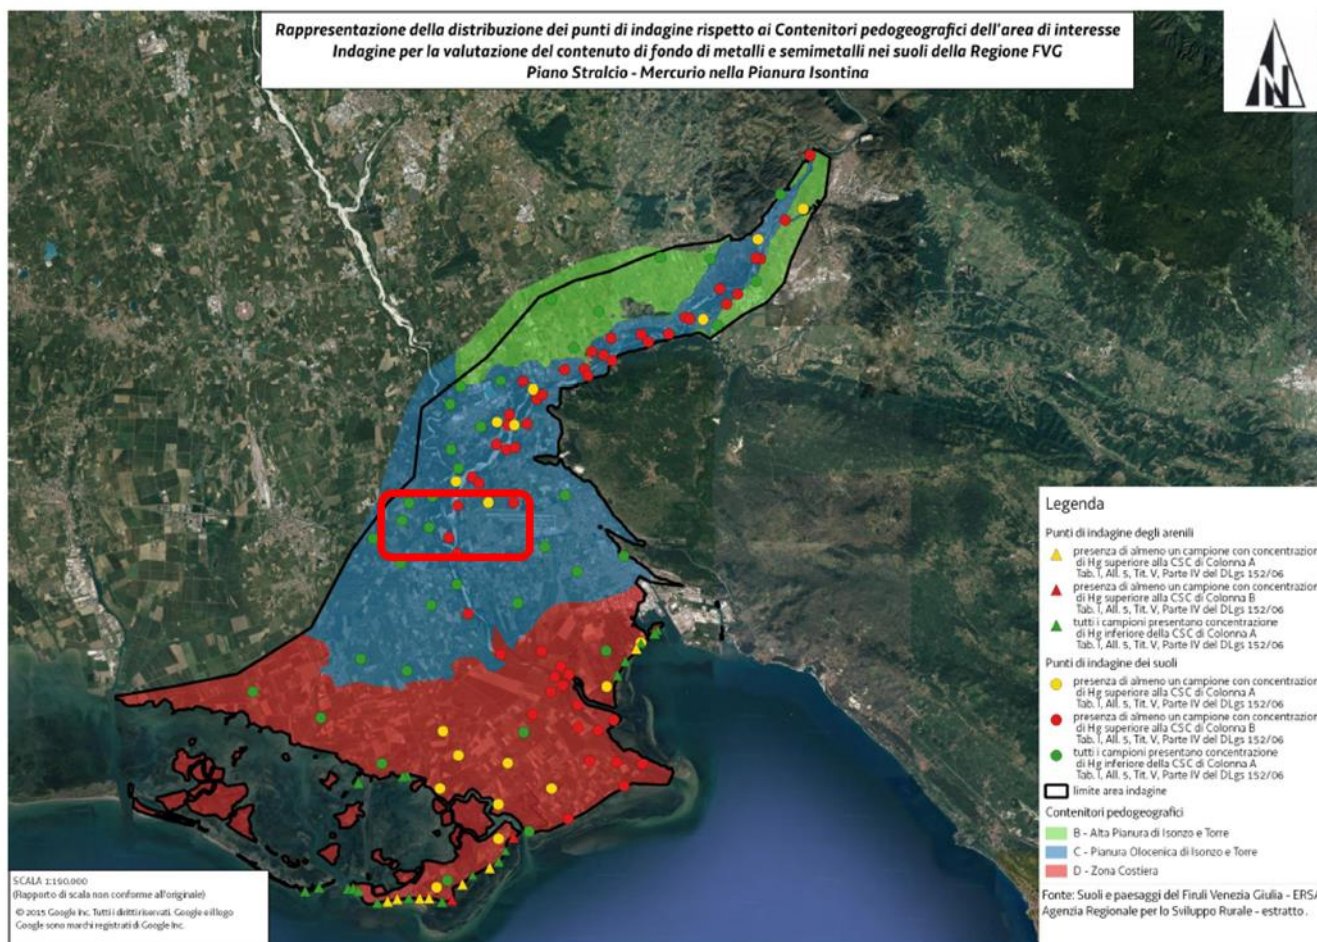 Rappresentazione della distribuzione dei punti di indagine rispetto ai Contenitori pedogeografici dell'area di interesse
Indagine per la valutazione del contenuto di fondo di metalli e semimetalli nei suoli della Regione FVG
Piano Stralcio - Mercurio nella Pianura Isontina
N
Legenda
Punti di indagine degli arenili
presenza di almeno un campione con concentrazion
di Hg superiore alla CSC di Colonna A
Tab. 1, All. 5, Tit. V, Parte IV del DLgs 152/06
presenza di almeno un campione con concentrazion
di Hg superiore alla CSC di Colonna B
Tab. 1, All. 5, Tit. V, Parte IV del DLgs 152/06
tutti i campioni presentano concentrazione
di Hg inferiore della CSC di Colonna A
Tab. 1, All. 5, Tit. V, Parte IV del DLgs 152/06
Punti di indagine dei suoli
presenza di almeno un campione con concentrazion
di Hg superiore alla CSC di Colonna A
Tab. 1, All. 5, Tit. V, Parte IV del DLgs 152/06
presenza di almeno un campione con concentrazion
di Hg superiore alla CSC di Colonna B
Tab. 1, All. 5, Tit. V, Parte IV del DLgs 152/06
tutti i campioni presentano concentrazione
di Hg inferiore della CSC di Colonna A
Tab. 1, All. 5, Tit. V, Parte IV del DLgs 152/06
limite area indagine
Contenitori pedogeografici
B - Alta Pianura di Isonzo e Torre
C - Pianura Olocenica di Isonzo e Torre
D - Zona Costiera
Fonte: Suoli e paesaggi del Firuli Venezia Giulia - ERSA
Agenzia Regionale per lo Sviluppo Rurale - estratto .
SCALA 1:190.000
(Rapporto di scala non conforme all'originale)
© 2015 Google Inc. Tutti i diritti riservati. Google e il logo
Google sono marchi registrati di Google Inc.